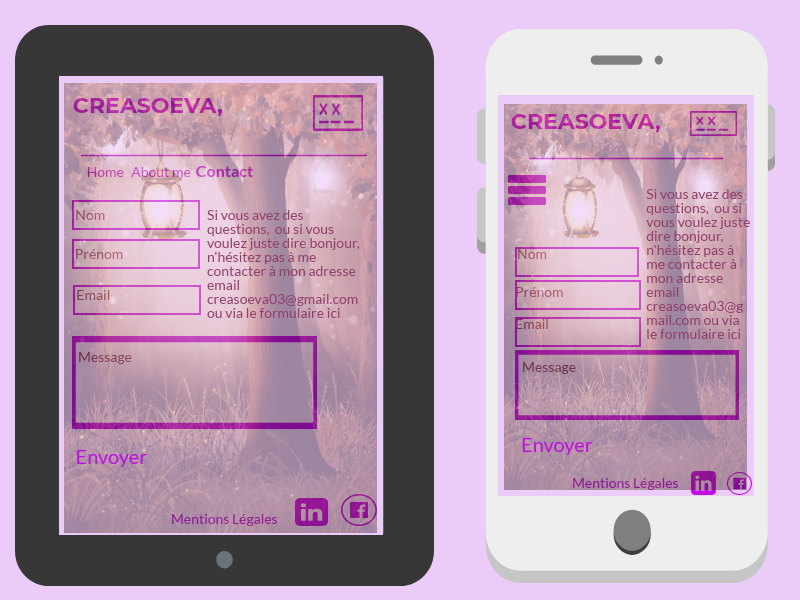 CREASOEVA,
XX
Home About me Contact
Nom
Prénom
Email
Si vous avez des
questions, ou si vous
voulez juste dire bonjour,
n'hésitez pas à me
contacter à mon adresse
email
creasoeva03@gmail.com
ou via le formulaire ici
Message
Envoyer
Mentions Légales
in
f
CREASOEVA,
XX
Si vous avez des
questions, ou si
vous voulez juste
dire bonjour,
n'hésitez pas à
me contacter à
mon adresse
email
creasoeva03@g
mail.com ou via
le formulaire ici
Nom
Prénom
Email
Message
Envoyer
Mentions Légales
in
f